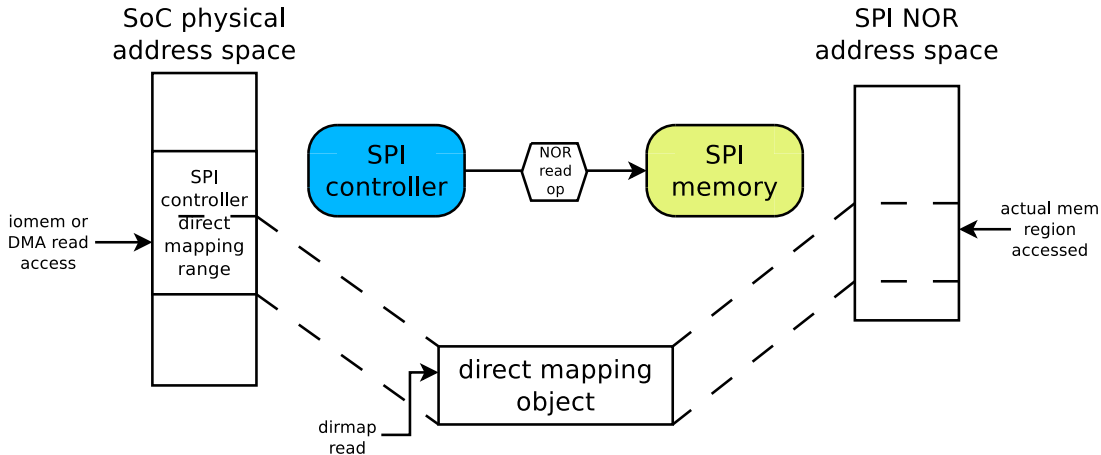 SoC physical
address space
SPI NOR
address space
SPI
controller
NOR
read
op
SPI
memory
SPI
controller
direct
mapping
range
iomem or
DMA read
access
actual mem
region
accessed
direct mapping
object
dirmap
read